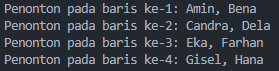 Penonton pada baris ke-1: Amin, Bena
Penonton pada baris ke-2: Candra, Dela
Penonton pada baris ke-3: Eka, Farhan
Penonton pada baris ke-4: Gisel, Hana